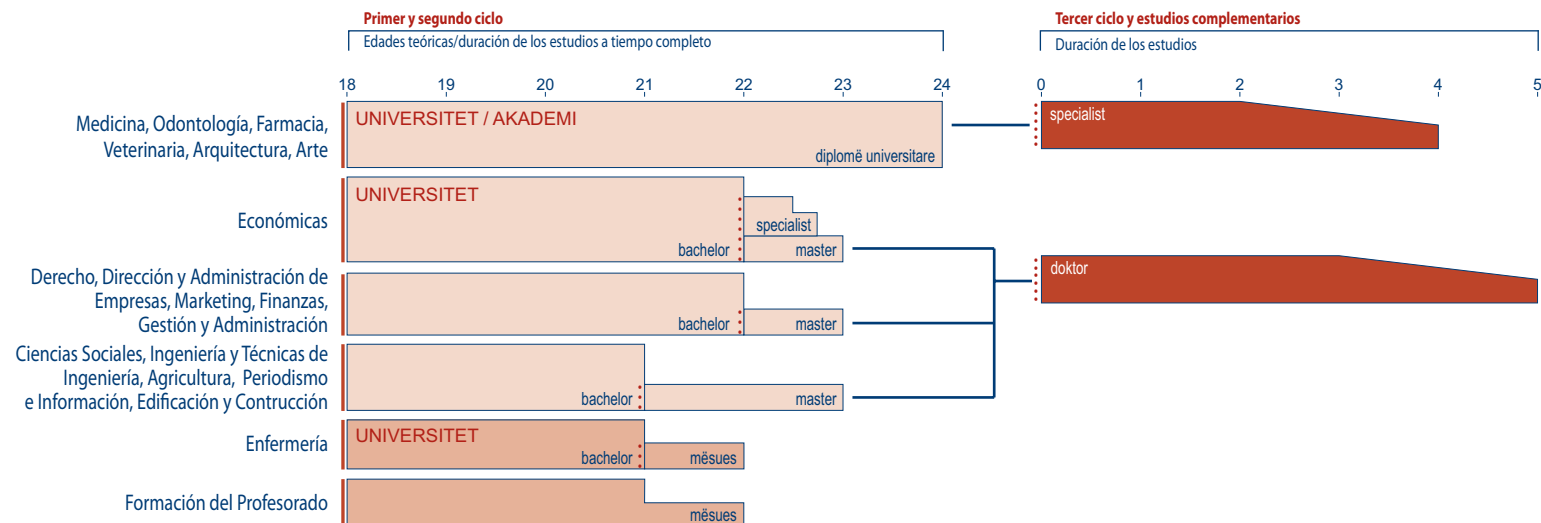 Primer y segundo ciclo
Edades teóricas/duración de los estudios a tiempo completo
18 19 20 21 22 23 24
Tercer ciclo y estudios complementarios
Duración de los estudios
0 1 2 3 4 5
Medicina, Odontología, Farmacia,
Veterinaria, Arquitectura, Arte
UNIVERSITET / AKADEMI
diplomë universitare
specialist
Económicas
UNIVERSITET
bachelor
specialist
master
doktor
Derecho, Dirección y Administración de
Empresas, Marketing, Finanzas,
Gestión y Administración
bachelor
master
Ciencias Sociales, Ingeniería y Técnicas de
Ingeniería, Agricultura, Periodismo
e Información, Edificación y Contrucción
bachelor
master
Enfermería
UNIVERSITET
bachelor
mësues
Formación del Profesorado
mësues